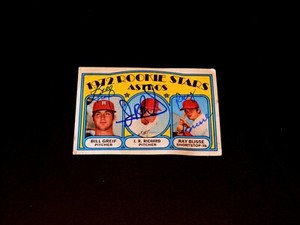 1972 ROOKIE STARS
ASTROS
BILL GREIF
PITCHER
J. R. RICHARD
PITCHER
RAY BUSSE
SHORTSTOP-3b